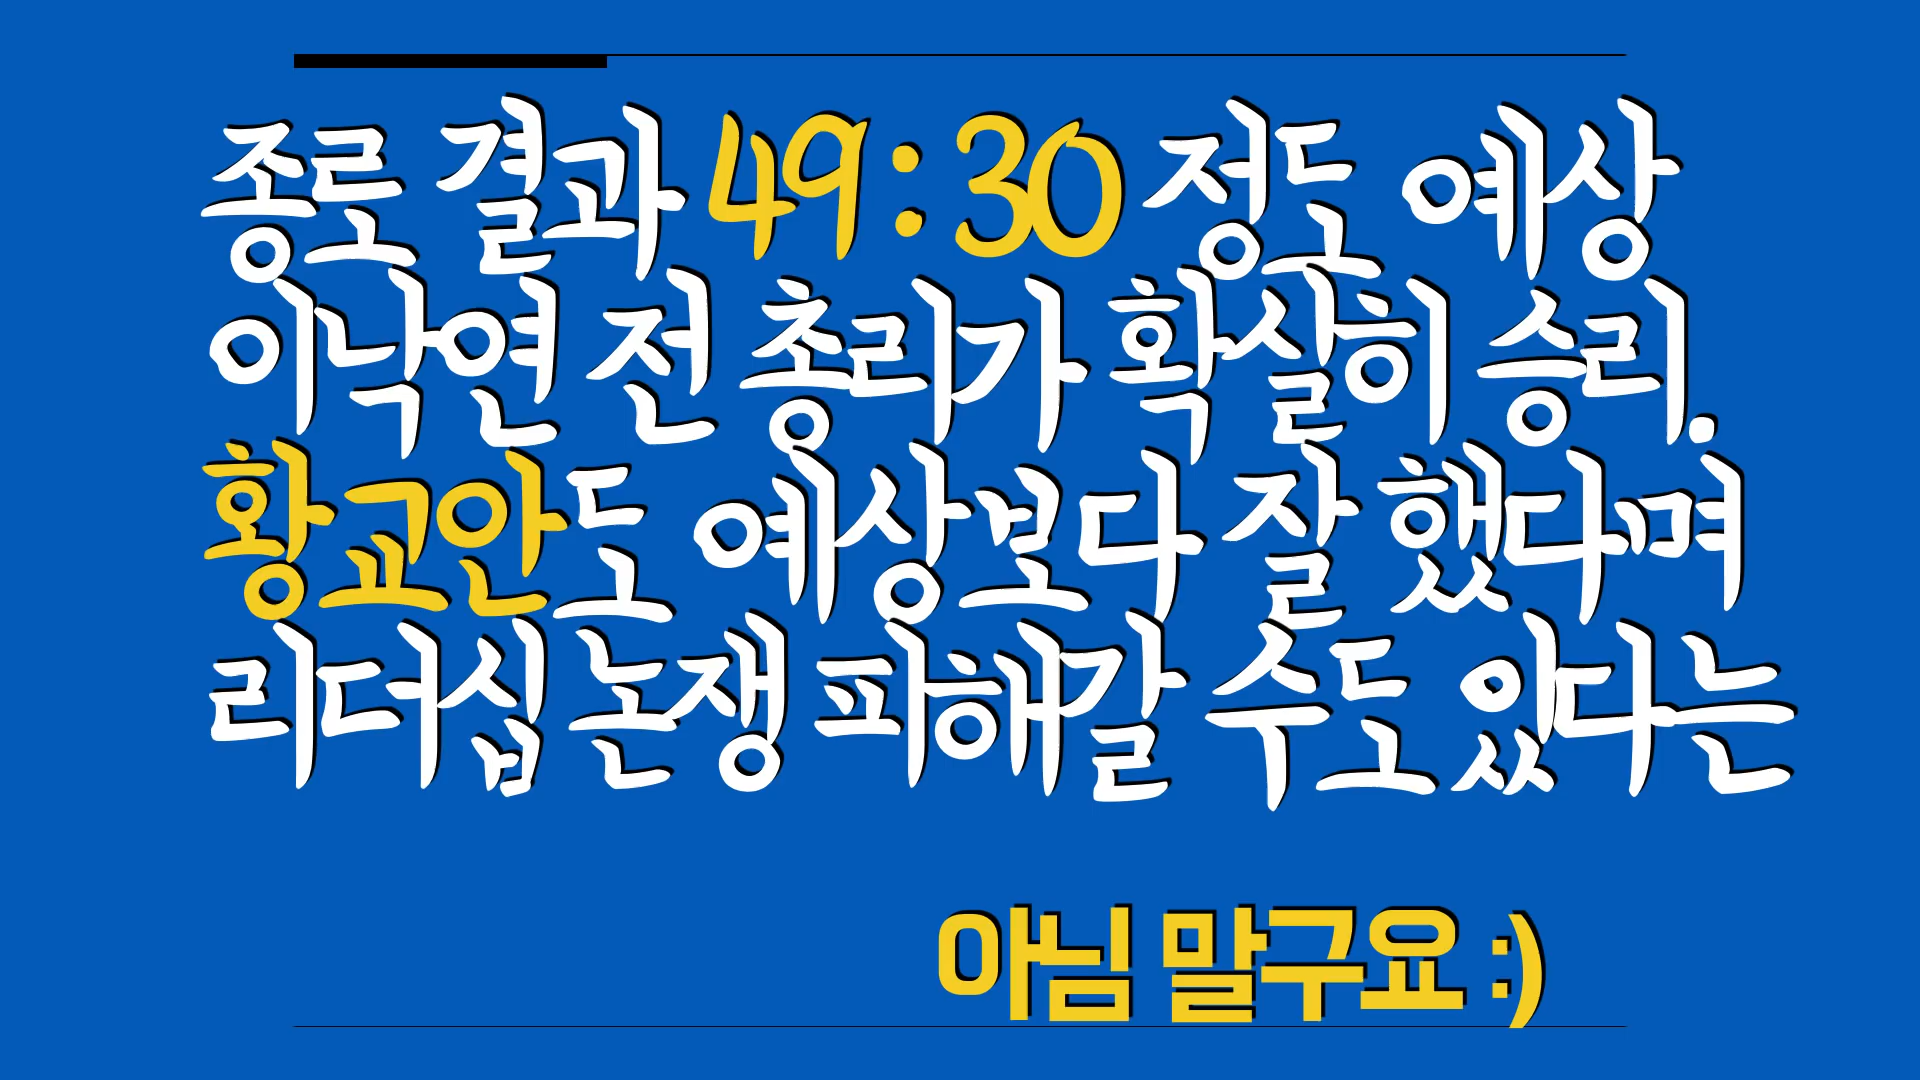 종로 결과 49:30 정도 예상
이낙연 전 총리가 확실히 승리.
황교안도 예상보다 잘 했다며
리더십 논쟁 피해갈 수도 있다는
아님 말구요 :)